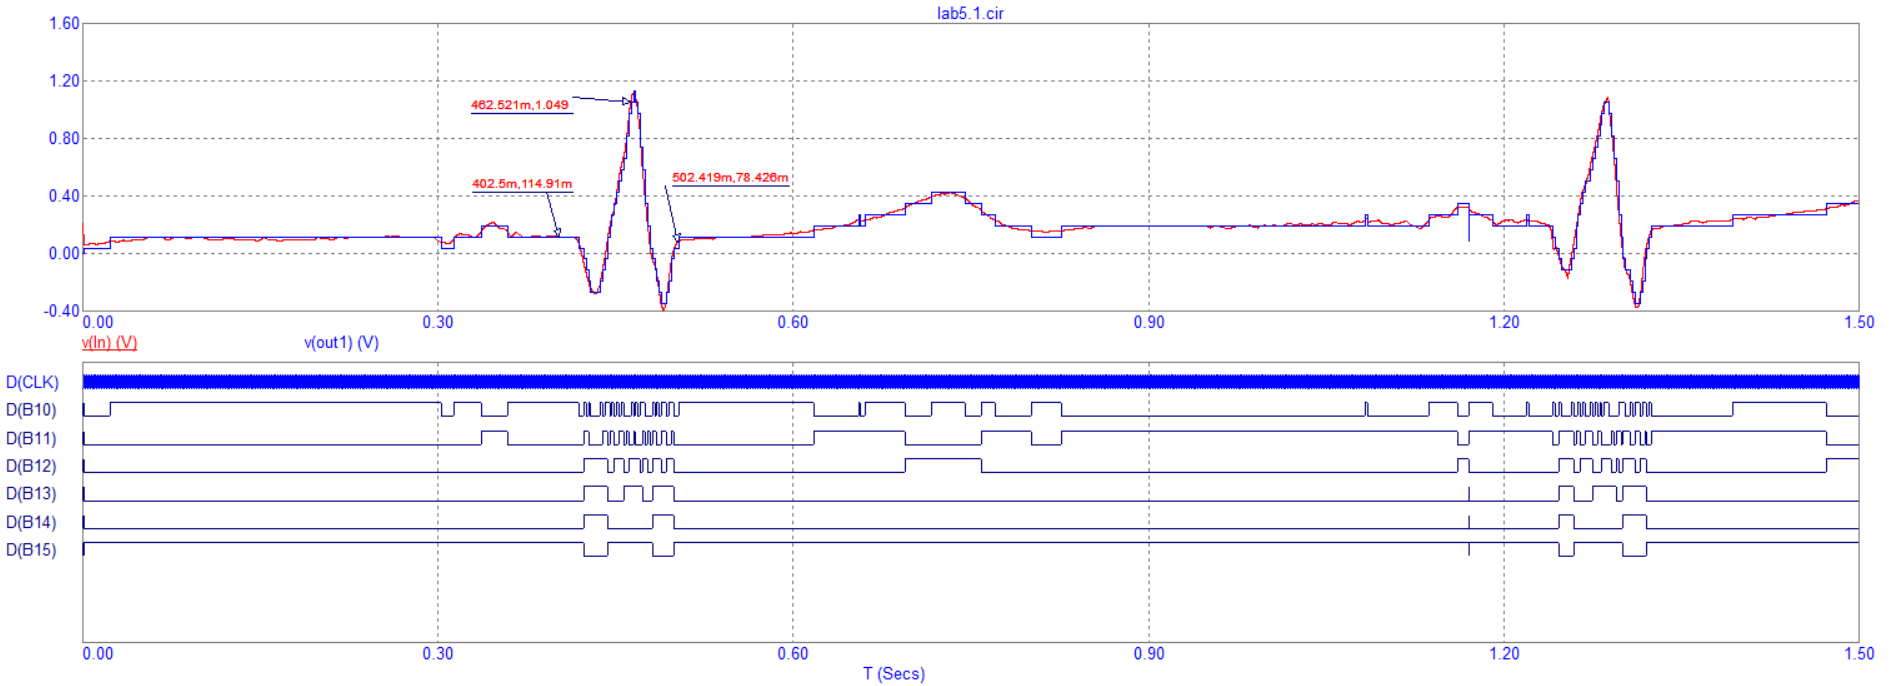 lab5.1.cir
1.60
1.20
0.80
0.40
0.00
-0.40
462.521m,1.049
402.5m,114.91m
502.419m,78.426m
0.00 0.30 0.60 0.90 1.20 1.50
v(In) (V) v(out1) (V)
D(CLK)
D(B10)
D(B11)
D(B12)
D(B13)
D(B14)
D(B15)
0.00 0.30 0.60 0.90 1.20 1.50
T (Secs)